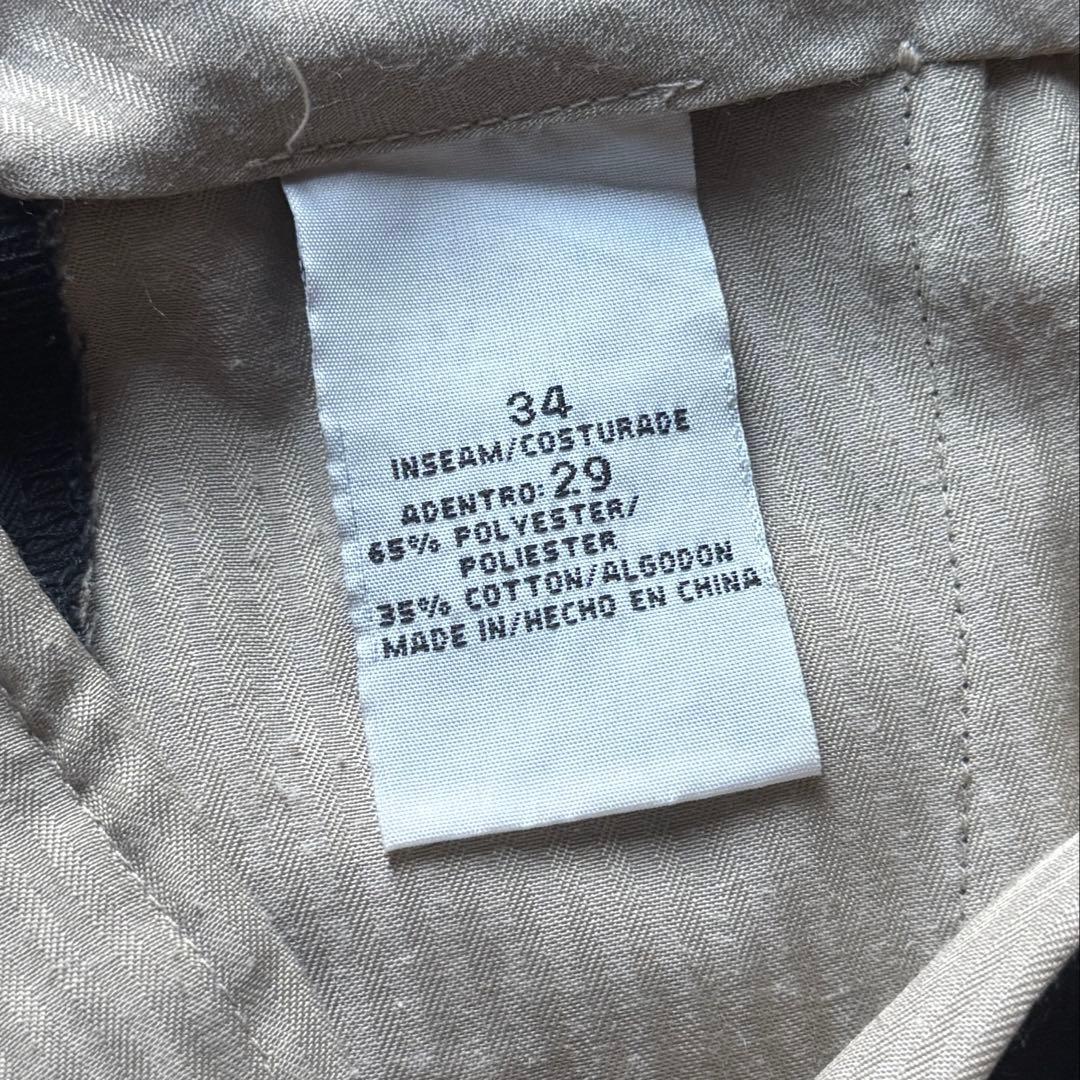 34
INSEAM/COSTURADE
ADENTRO: 29
65% POLYESTER/
POLIESTER
35% COTTON/ALGODON
MADE IN/HECHO EN CHINA